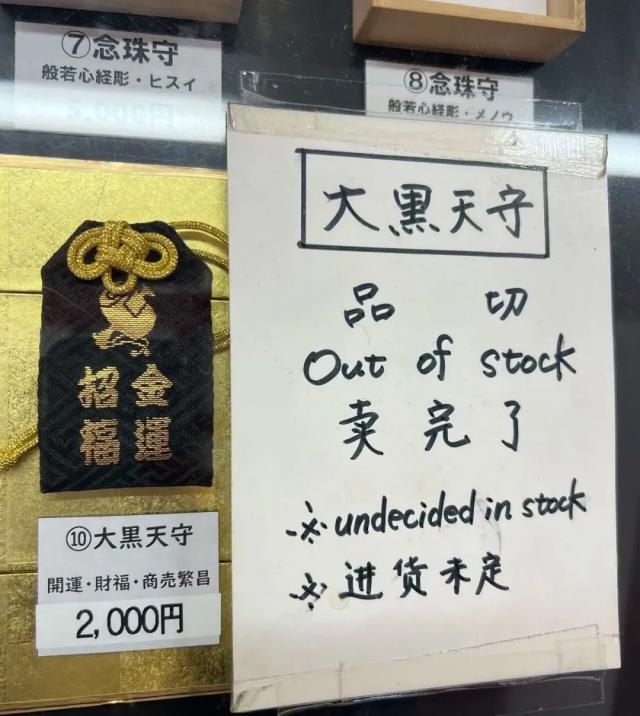 ⑦念珠守
般若心経彫・ヒスイ
⑧念珠守
般若心経彫・メノウ
金運
招福
⑩大黒天守
開運・財福・商売繁昌
2,000円
大黒天守
品切
Out of stock
卖完了
※undecided in stock
※进货未定